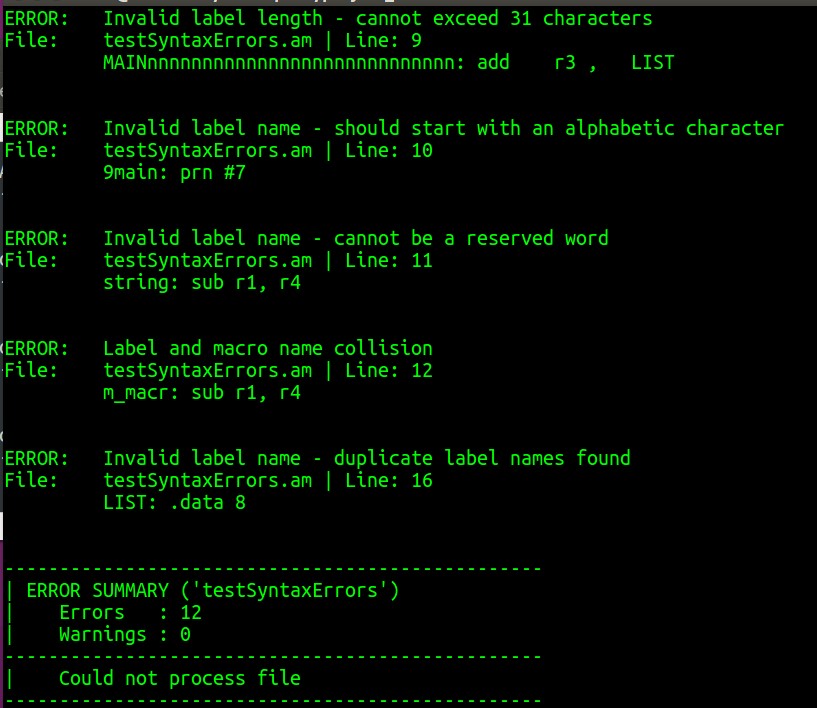 ERROR:   Invalid label length - cannot exceed 31 characters
File:    testSyntaxErrors.am | Line: 9
         MAINnnnnnnnnnnnnnnnnnnnnnnnnnnnn: add    r3 ,   LIST
ERROR:   Invalid label name - should start with an alphabetic character
File:    testSyntaxErrors.am | Line: 10
         9main: prn #7
ERROR:   Invalid label name - cannot be a reserved word
File:    testSyntaxErrors.am | Line: 11
         string: sub r1, r4
ERROR:   Label and macro name collision
File:    testSyntaxErrors.am | Line: 12
         m_macr: sub r1, r4
ERROR:   Invalid label name - duplicate label names found
File:    testSyntaxErrors.am | Line: 16
         LIST: .data 8
-------------------------------------------------
| ERROR SUMMARY ('testSyntaxErrors')
|    Errors   : 12
|    Warnings : 0
-------------------------------------------------
|    Could not process file
-------------------------------------------------